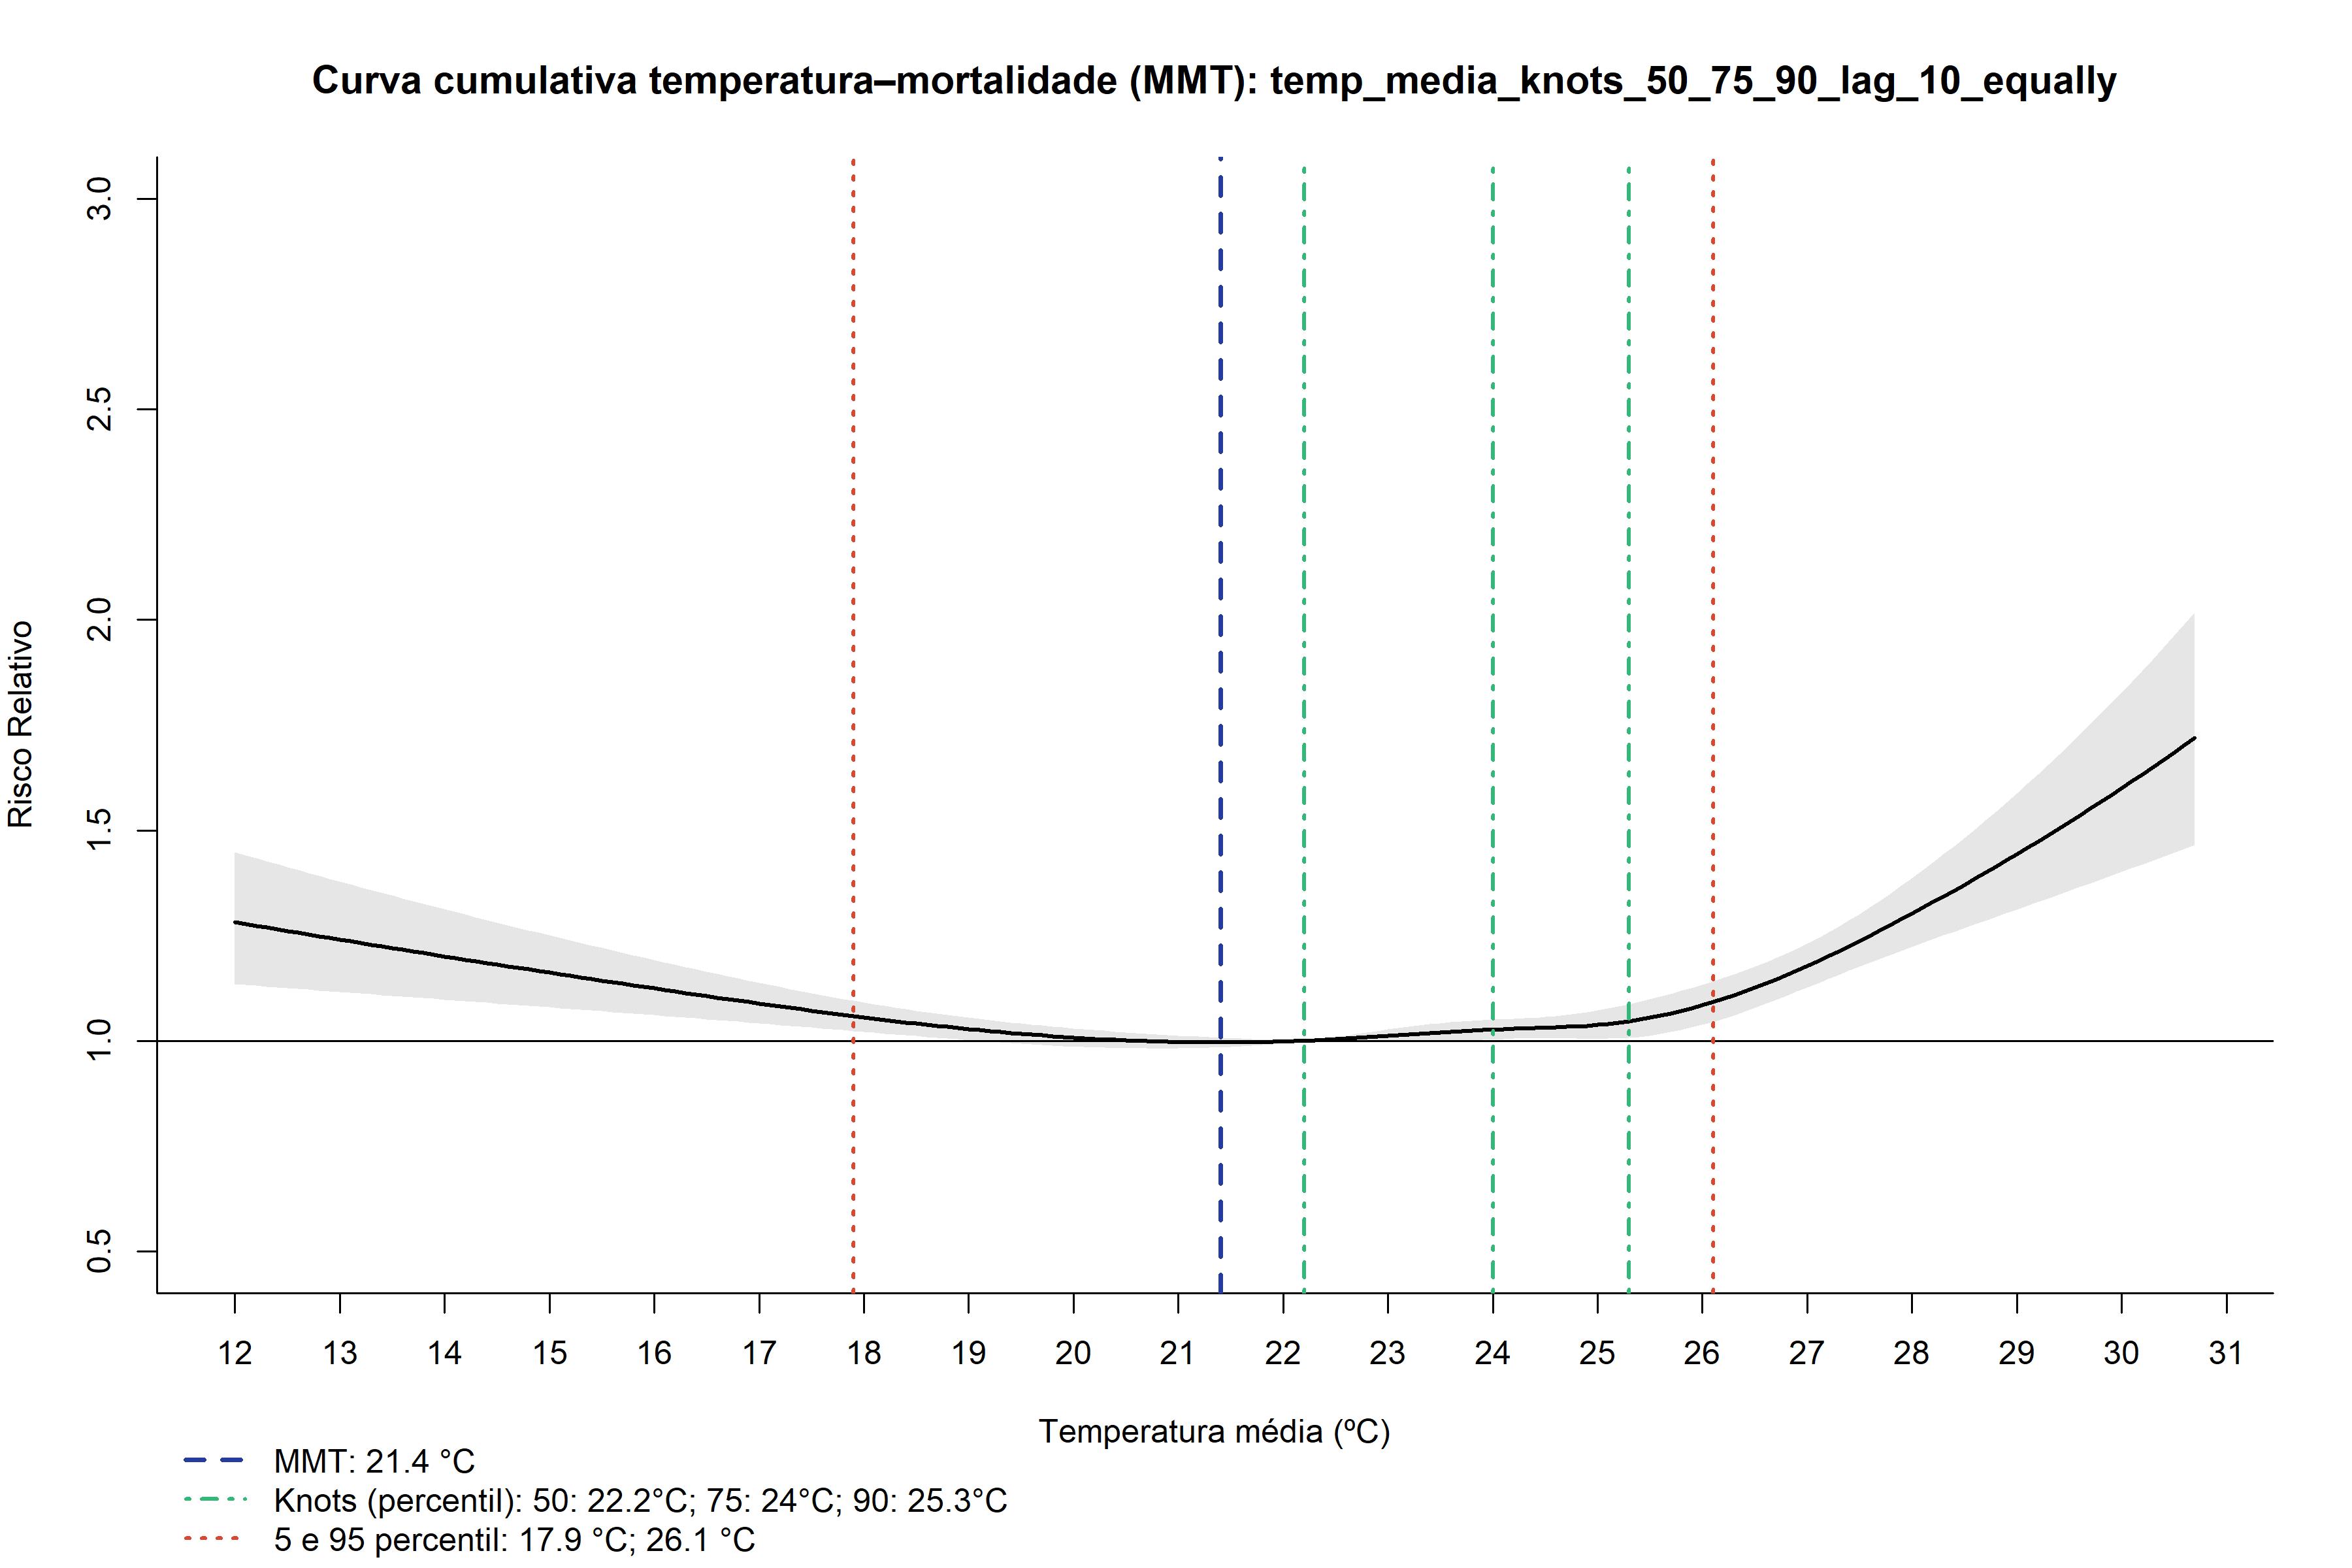 Curva cumulativa temperatura–mortalidade (MMT): temp_media_knots_50_75_90_lag_10_equally
Risco Relativo
3.0
2.5
2.0
1.5
1.0
0.5
12 13 14 15 16 17 18 19 20 21 22 23 24 25 26 27 28 29 30 31
Temperatura média (ºC)
MMT: 21.4 °C
Knots (percentil): 50: 22.2°C; 75: 24°C; 90: 25.3°C
5 e 95 percentil: 17.9 °C; 26.1 °C